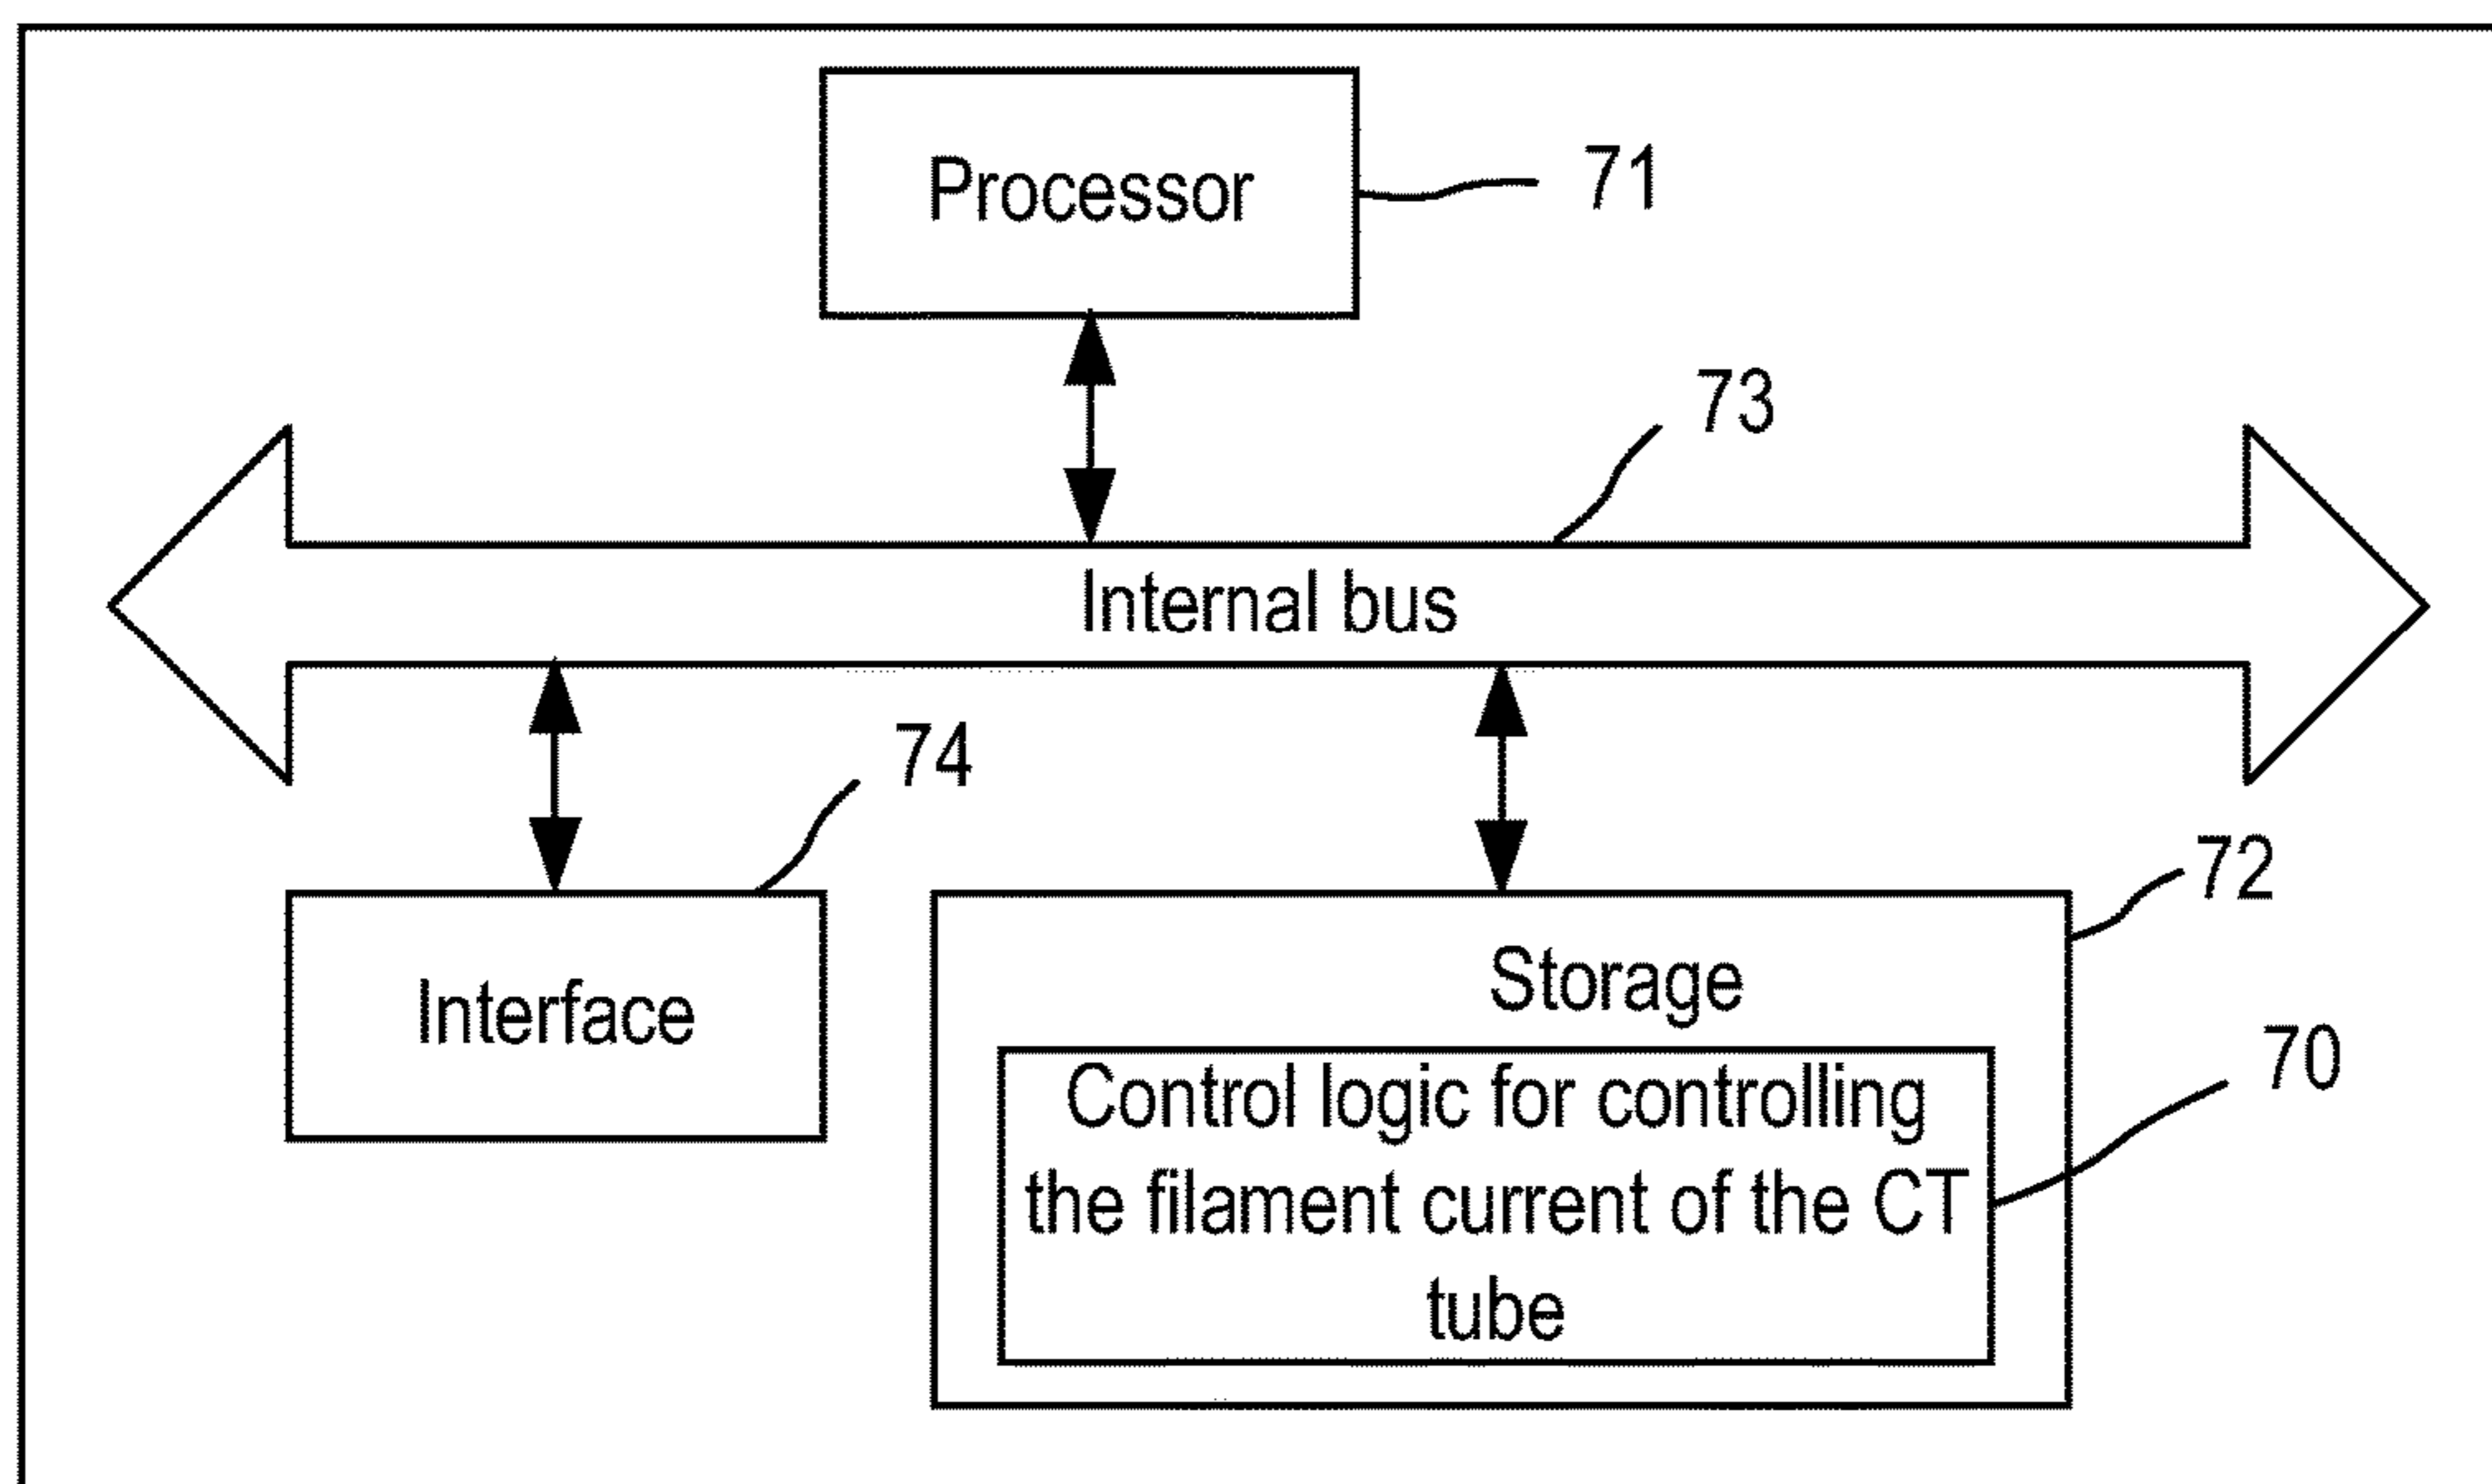 Processor
71
73
Internal bus
74
72
Interface
Storage
70
Control logic for controlling
the filament current of the CT
tube